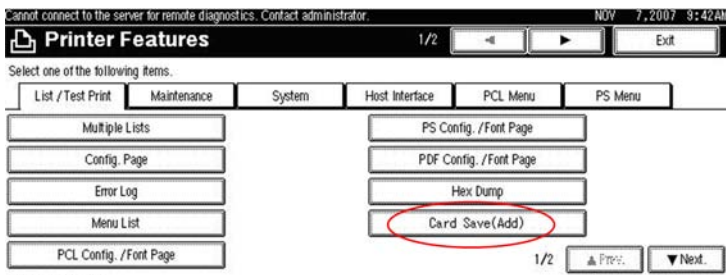 Cannot connect to the server for remote diagnostics. Contact administrator. NOV 7,2007 9:42AM
Printer Features 1/2 ◄ ► Exit
Select one of the following items.
List /Test Print Maintenance System Host Interface PCL Menu PS Menu
Multiple Lists PS Config. /Font Page
Config. Page PDF Config. /Font Page
Error Log Hex Dump
Menu List Card Save(Add)
PCL Config. /Font Page 1/2 ▲Prev. ▼Next.